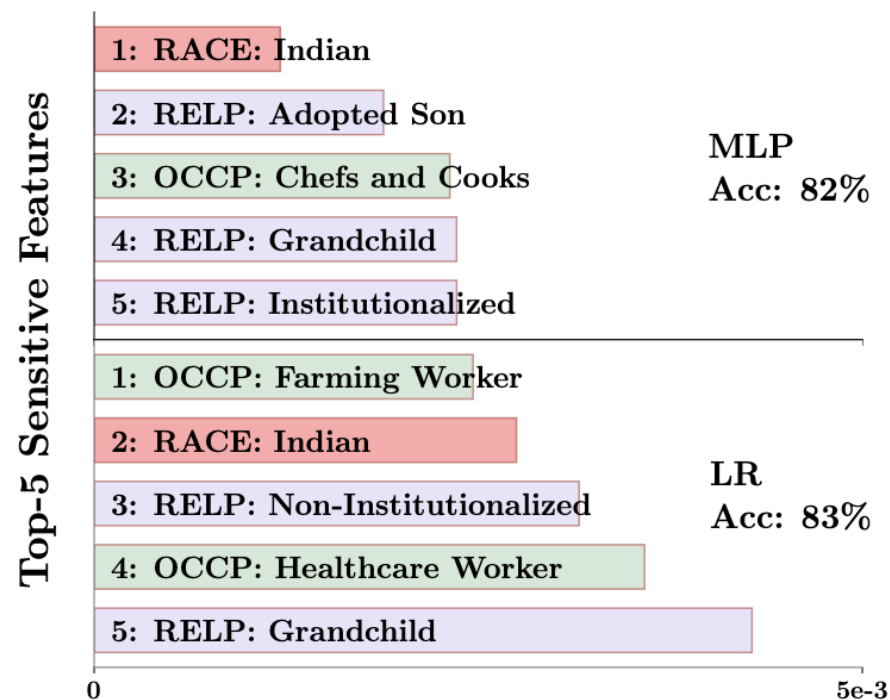 Top-5 Sensitive Features
1: RACE: Indian
2: RELP: Adopted Son
3: OCCP: Chefs and Cooks
4: RELP: Grandchild
5: RELP: Institutionalized
MLP
Acc: 82%
1: OCCP: Farming Worker
2: RACE: Indian
3: RELP: Non-Institutionalized
4: OCCP: Healthcare Worker
5: RELP: Grandchild
LR
Acc: 83%
0
5e-3